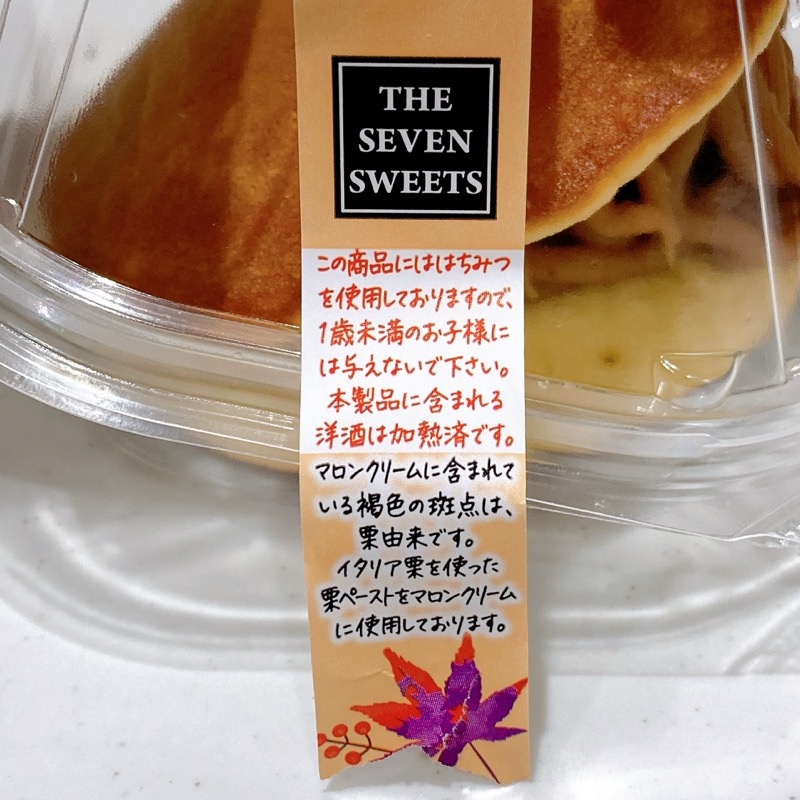 THE
SEVEN
SWEETS
この商品にははちみつ
を使用しておりますので、
1歳未満のお子様に
は与えないで下さい。
本製品に含まれる
洋酒は加熱済です。
マロンクリームに含まれて
いる褐色の斑点は、
栗由来です。
イタリア栗を使った
栗ペーストをマロンクリーム
に使用しております。